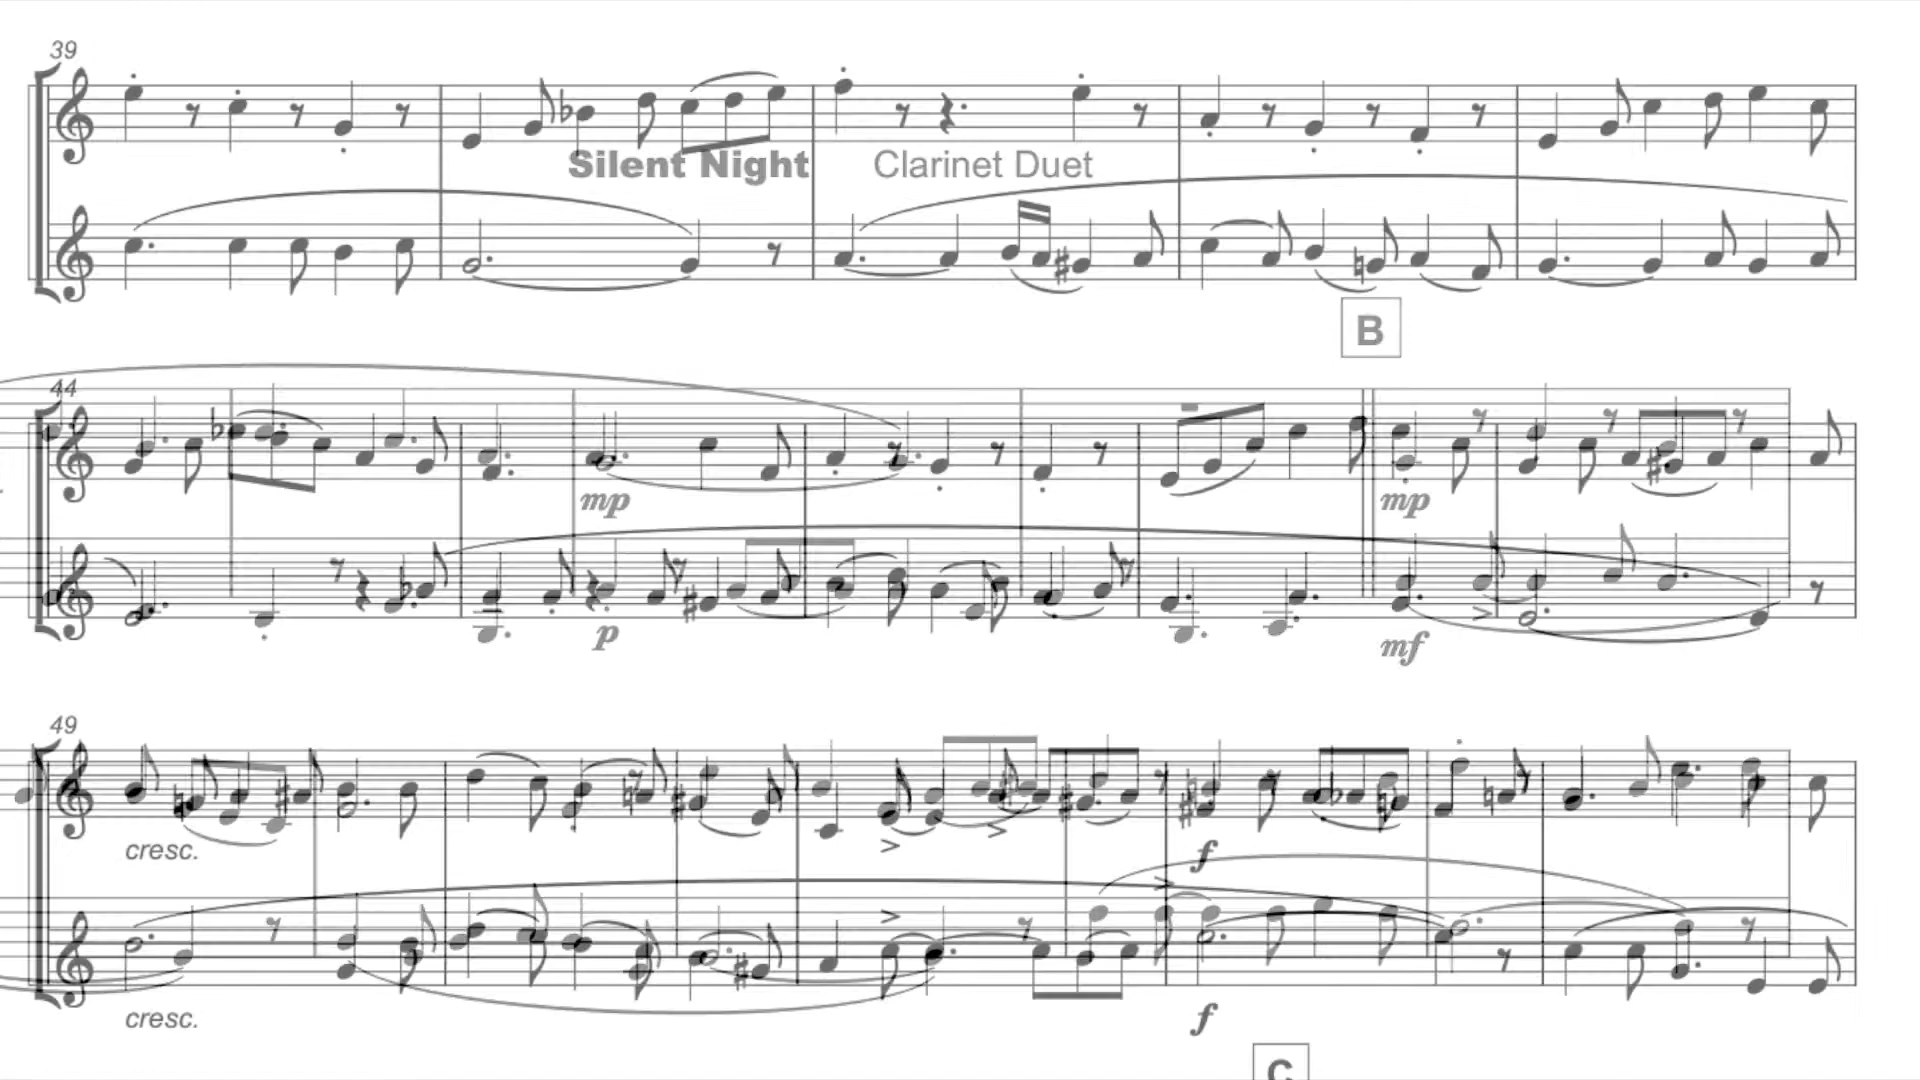 39
Silent Night Clarinet Duet
B
44
mp mp
p mf
49
cresc.
f
cresc.
f
C